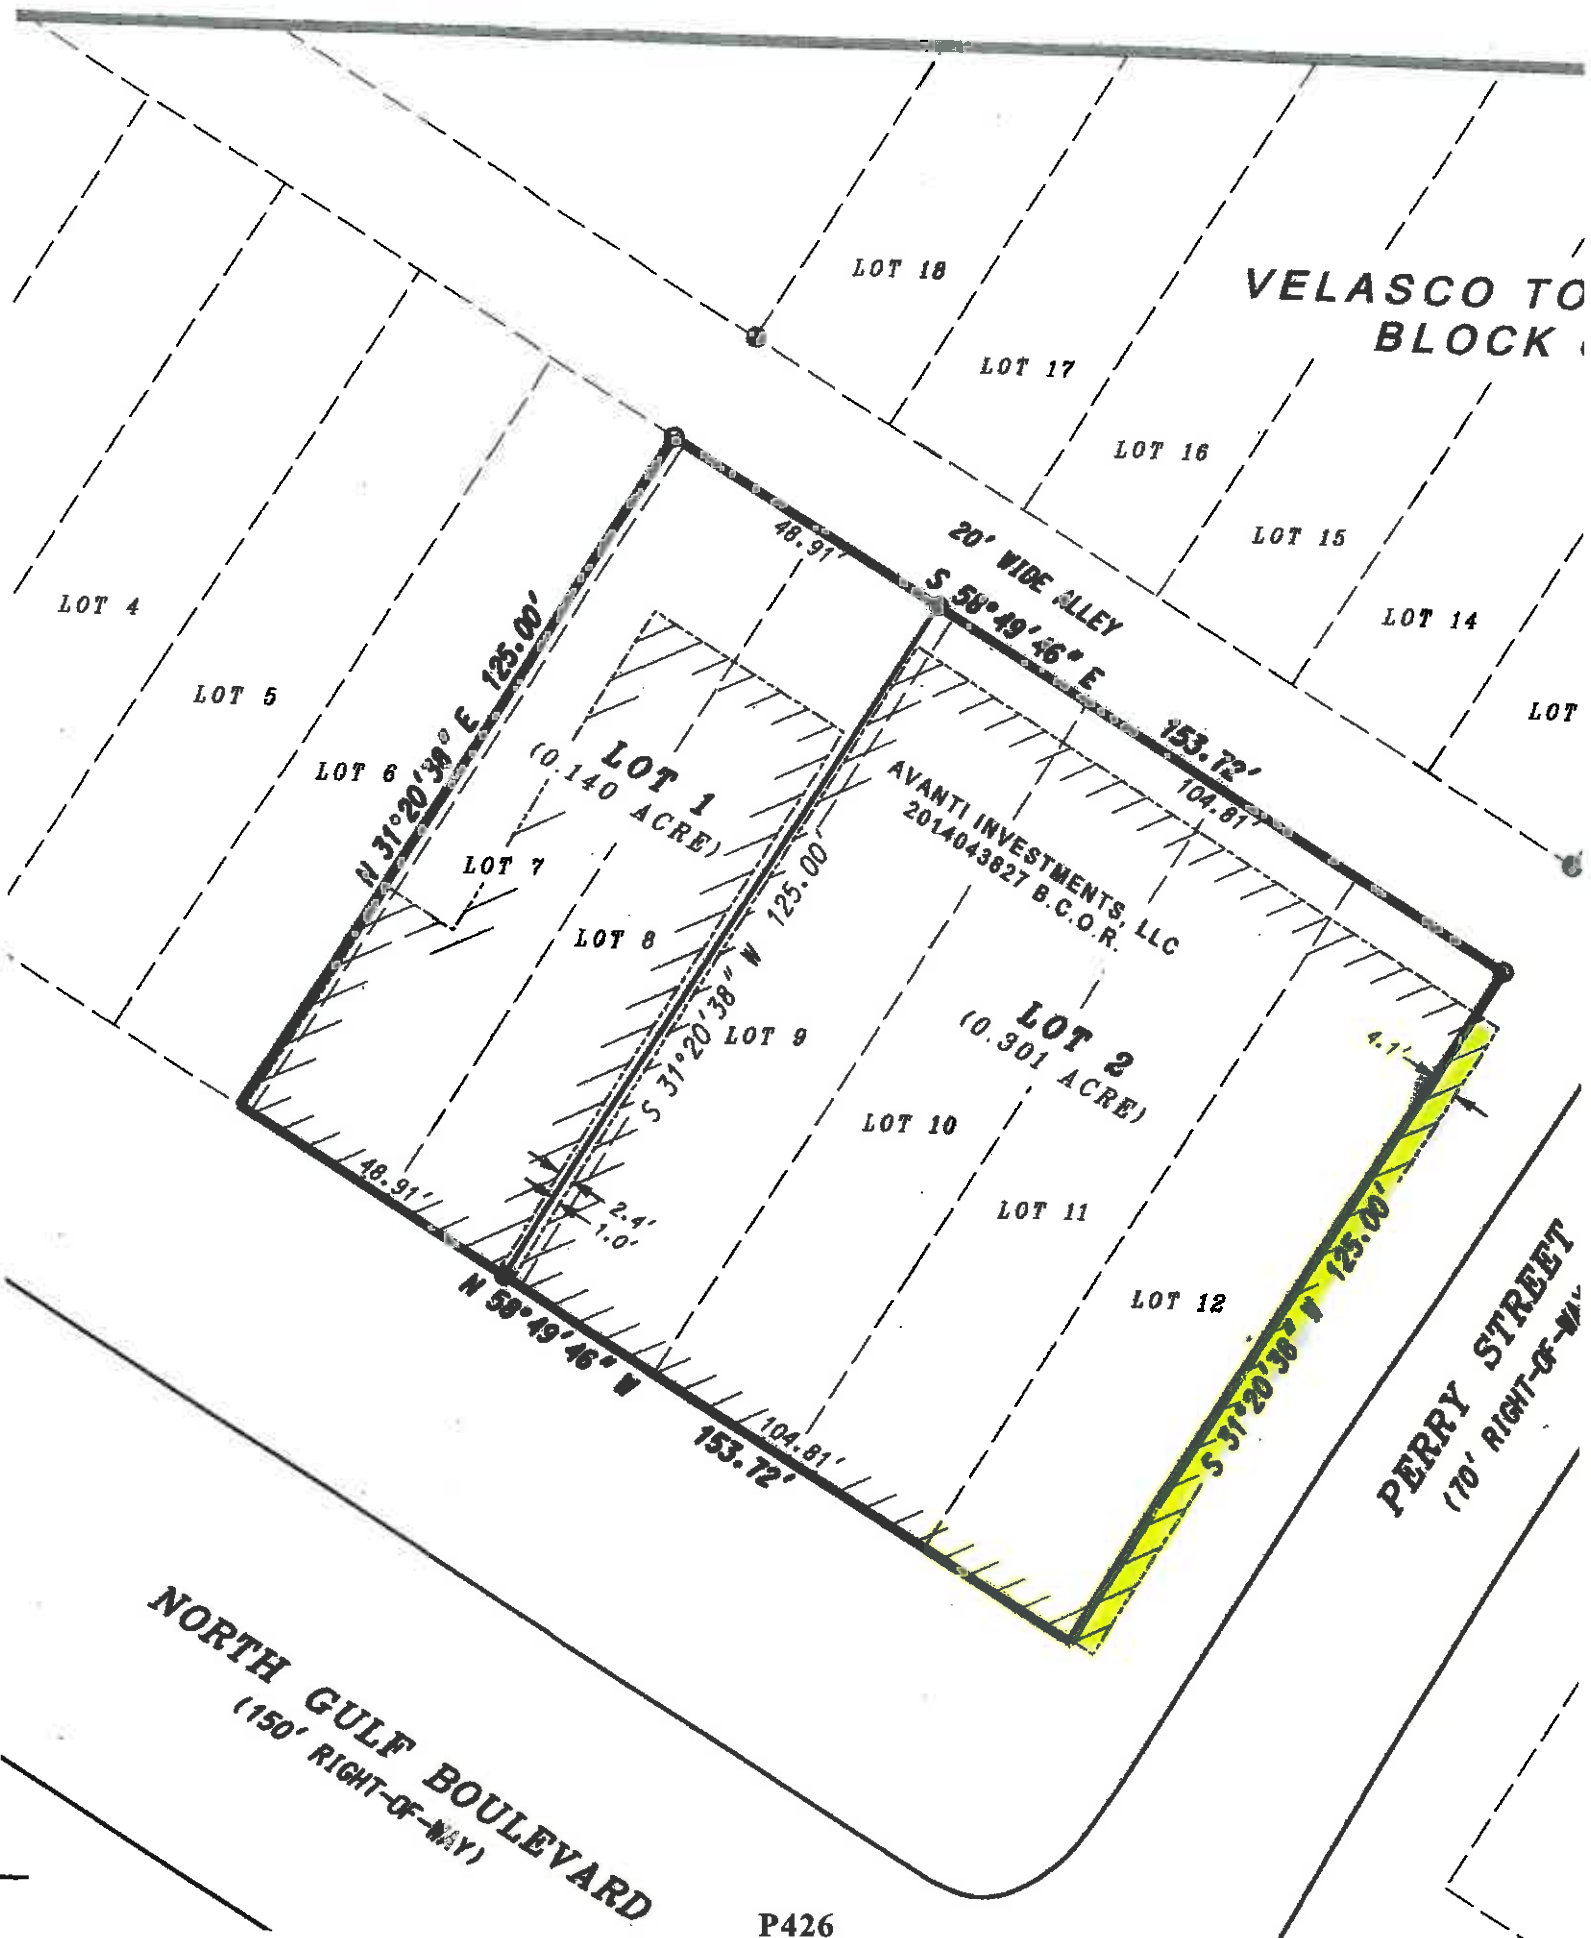 LOT 18
VELASCO TO
BLOCK
LOT 17
LOT 16
LOT 15
LOT 14
LOT
20' WIDE ALLEY
48.91'
S 58°49'46" E
153.72'
104.81'
LOT 4
LOT 5
LOT 6
N 31°20'38" E 125.00'
LOT 1
(0.140 ACRE)
LOT 7
LOT 8
AVANTI INVESTMENTS, LLC
2014043827 B.C.O.R.
S 31°20'38" W 125.00'
LOT 9
LOT 2
(0.301 ACRE)
4.1'
LOT 10
LOT 11
LOT 12
48.91'
2.4'
1.0'
N 58°49'46" W
153.72'
104.81'
S 31°20'38" W 125.00'
PERRY STREET
(70' RIGHT-OF-WAY
NORTH GULF BOULEVARD
(150' RIGHT-OF-WAY)
P426